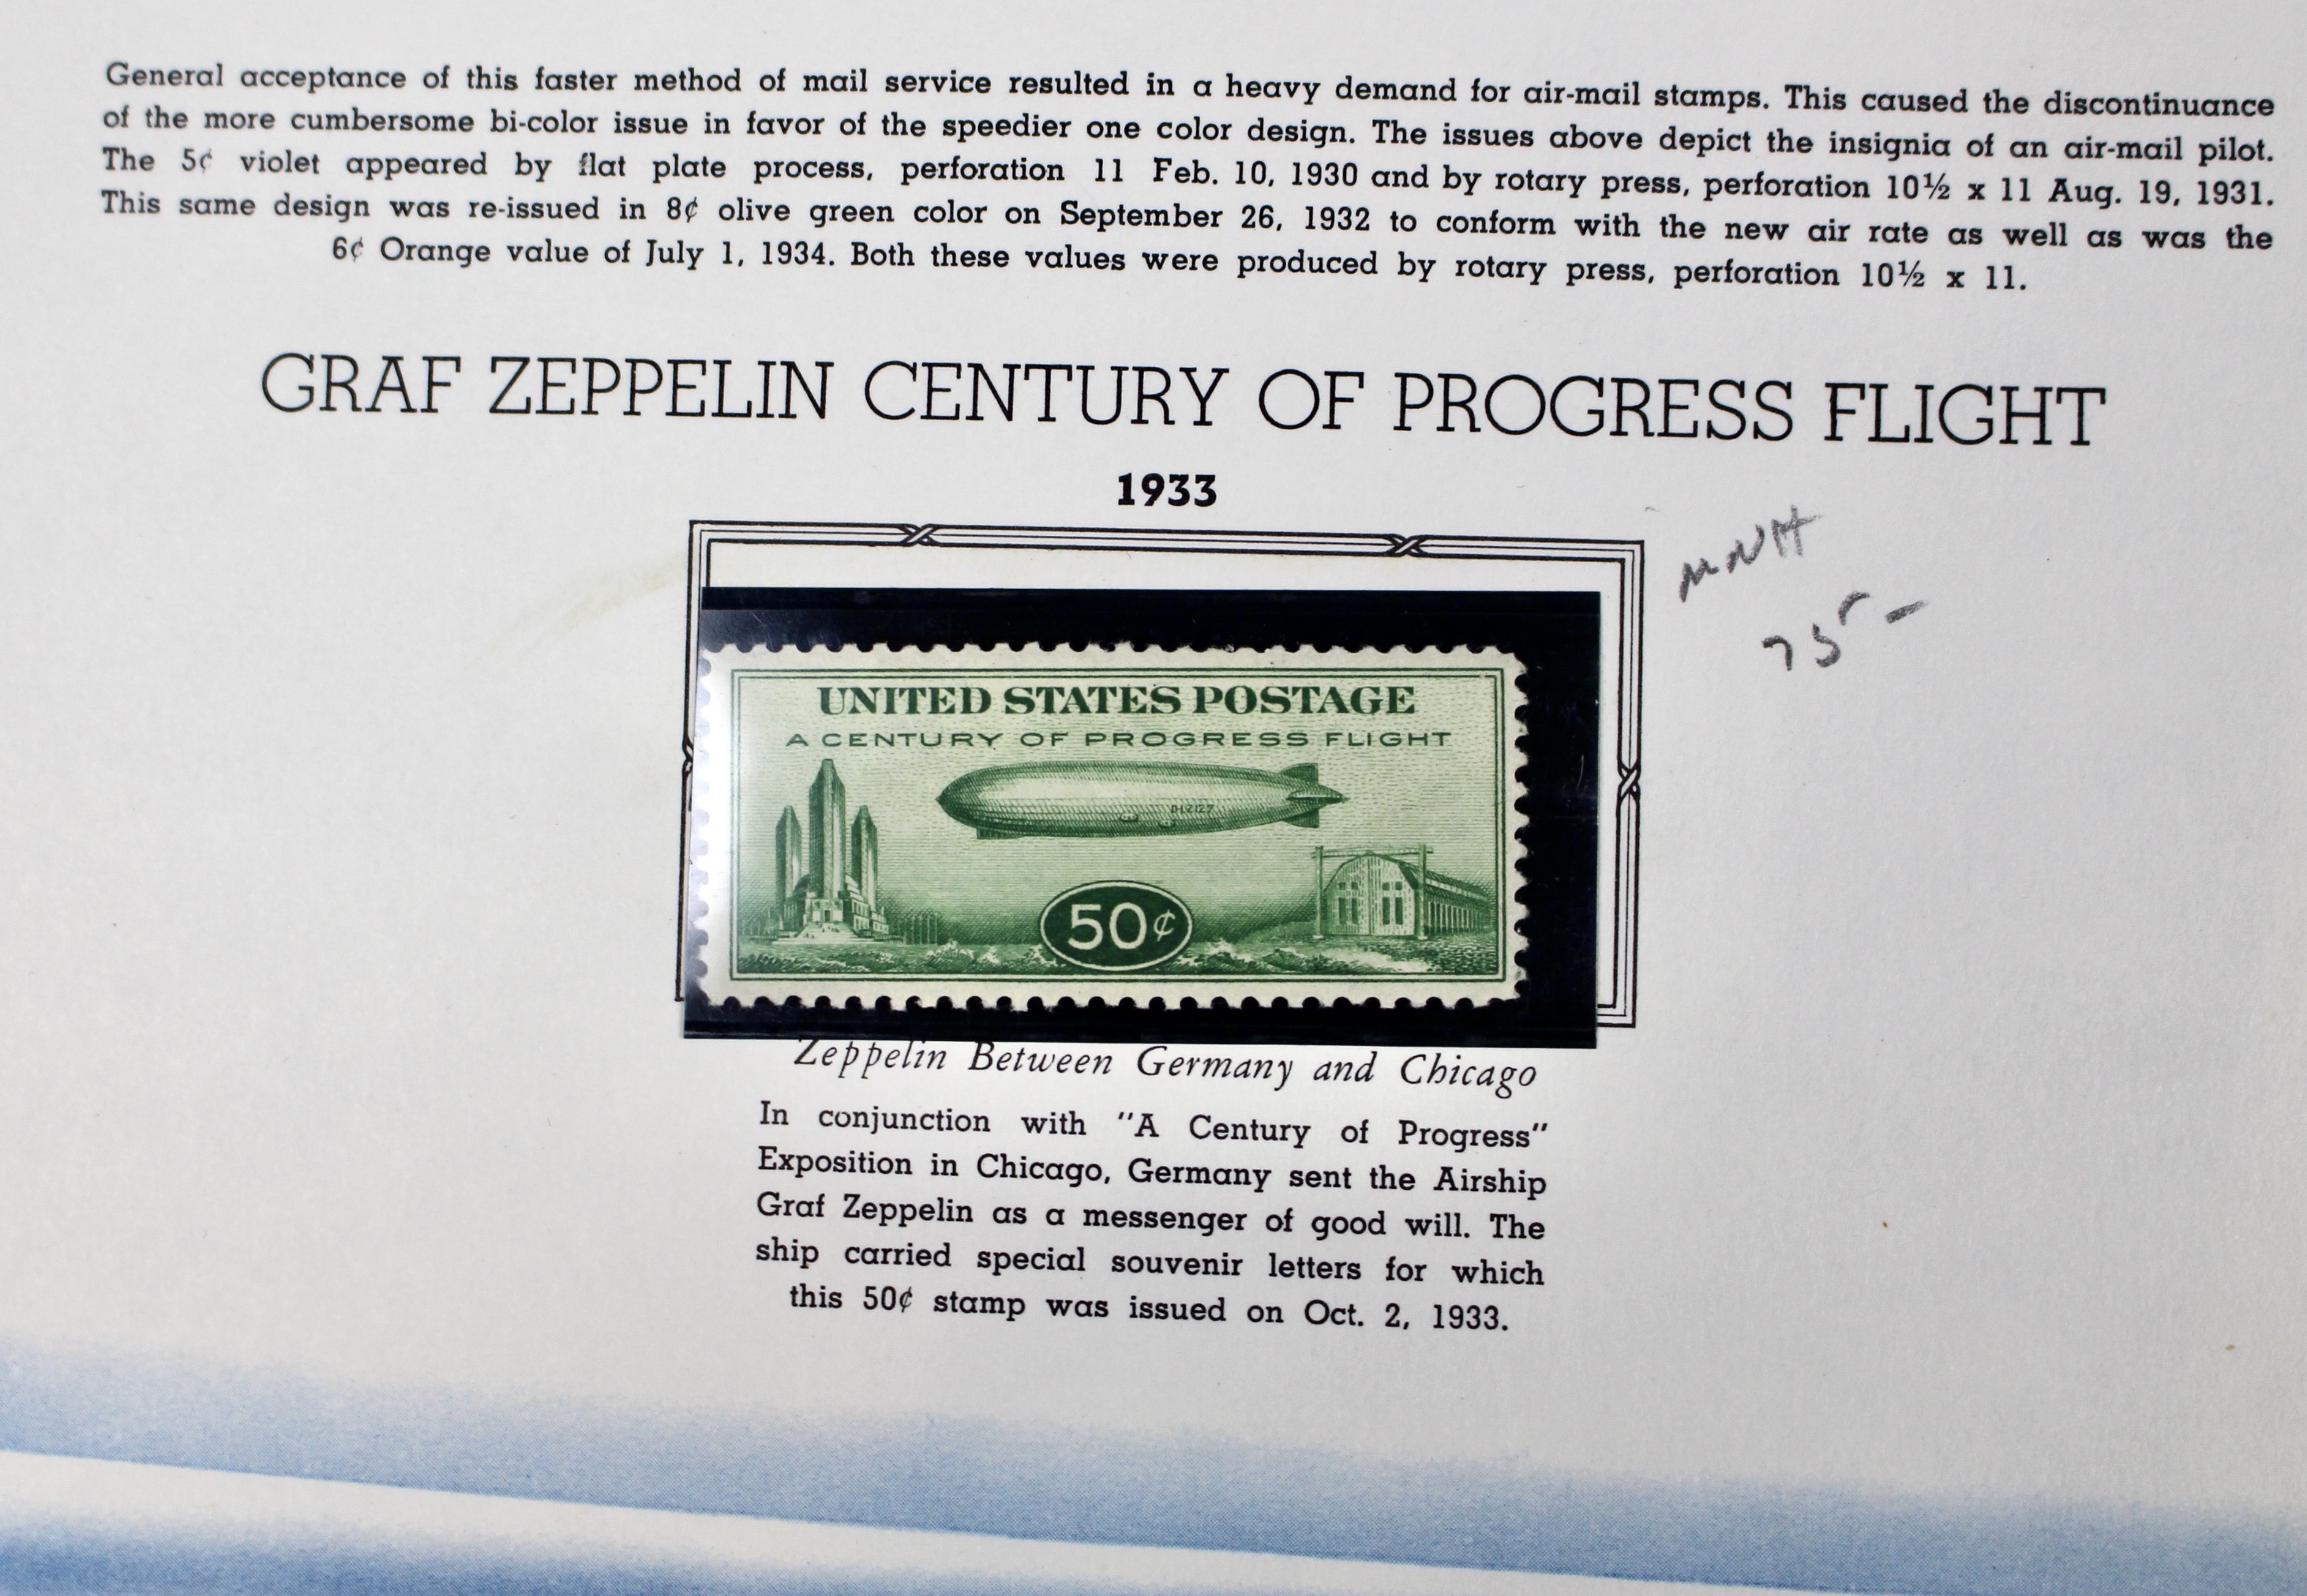 General acceptance of this faster method of mail service resulted in a heavy demand for air-mail stamps. This caused the discontinuance
of the more cumbersome bi-color issue in favor of the speedier one color design. The issues above depict the insignia of an air-mail pilot.
The 5¢ violet appeared by flat plate process, perforation 11 Feb. 10, 1930 and by rotary press, perforation 10½ x 11 Aug. 19, 1931.
This same design was re-issued in 8¢ olive green color on September 26, 1932 to conform with the new air rate as well as was the
6¢ Orange value of July 1, 1934. Both these values were produced by rotary press, perforation 10½ x 11.
GRAF ZEPPELIN CENTURY OF PROGRESS FLIGHT
1933
MNH
75-
UNITED STATES POSTAGE
A CENTURY OF PROGRESS FLIGHT
D-LZ127
50¢
Zeppelin Between Germany and Chicago
In conjunction with "A Century of Progress"
Exposition in Chicago, Germany sent the Airship
Graf Zeppelin as a messenger of good will. The
ship carried special souvenir letters for which
this 50¢ stamp was issued on Oct. 2, 1933.